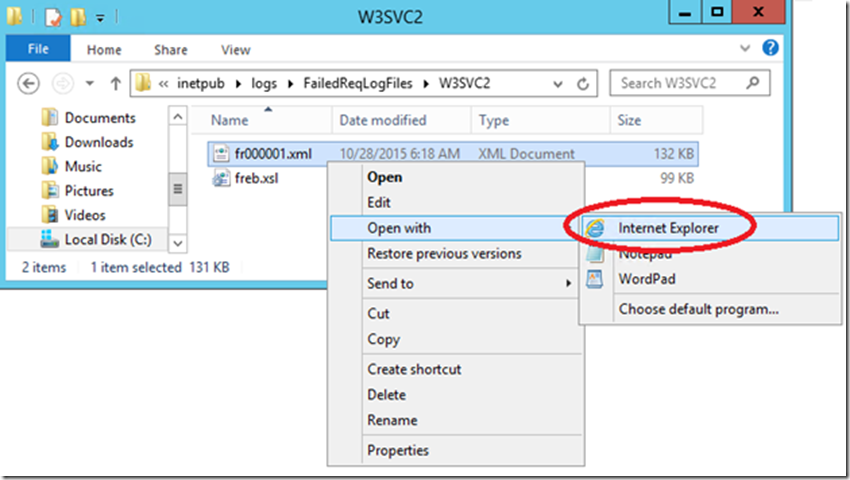 W3SVC2
File Home Share View
« inetpub logs FailedReqLogFiles W3SVC2 Search W3SVC2
Documents
Downloads
Music
Pictures
Videos
Local Disk (C:)
Name Date modified Type Size
fr000001.xml 10/28/2015 6:18 AM XML Document 132 KB
freb.xsl 99 KB
2 items 1 item selected 131 KB
Open
Edit
Open with
Restore previous versions
Send to
Cut
Copy
Create shortcut
Delete
Rename
Properties
Internet Explorer
Notepad
WordPad
Choose default program...